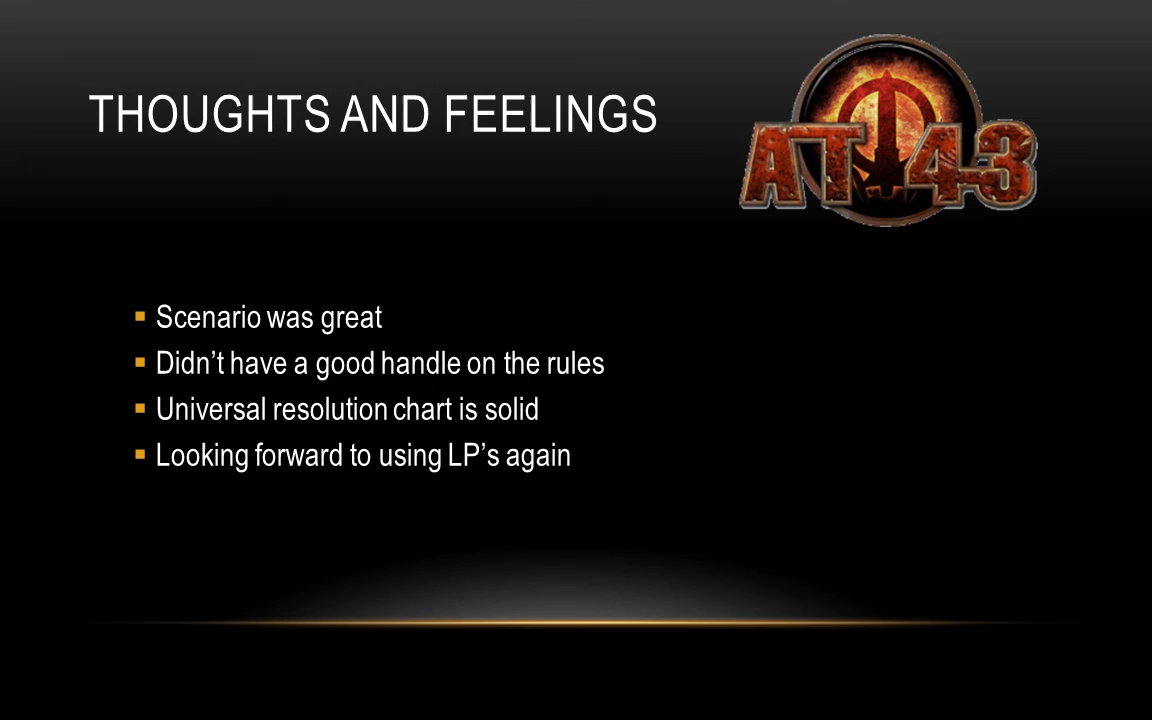 THOUGHTS AND FEELINGS
AT-43
Scenario was great
Didn’t have a good handle on the rules
Universal resolution chart is solid
Looking forward to using LP’s again